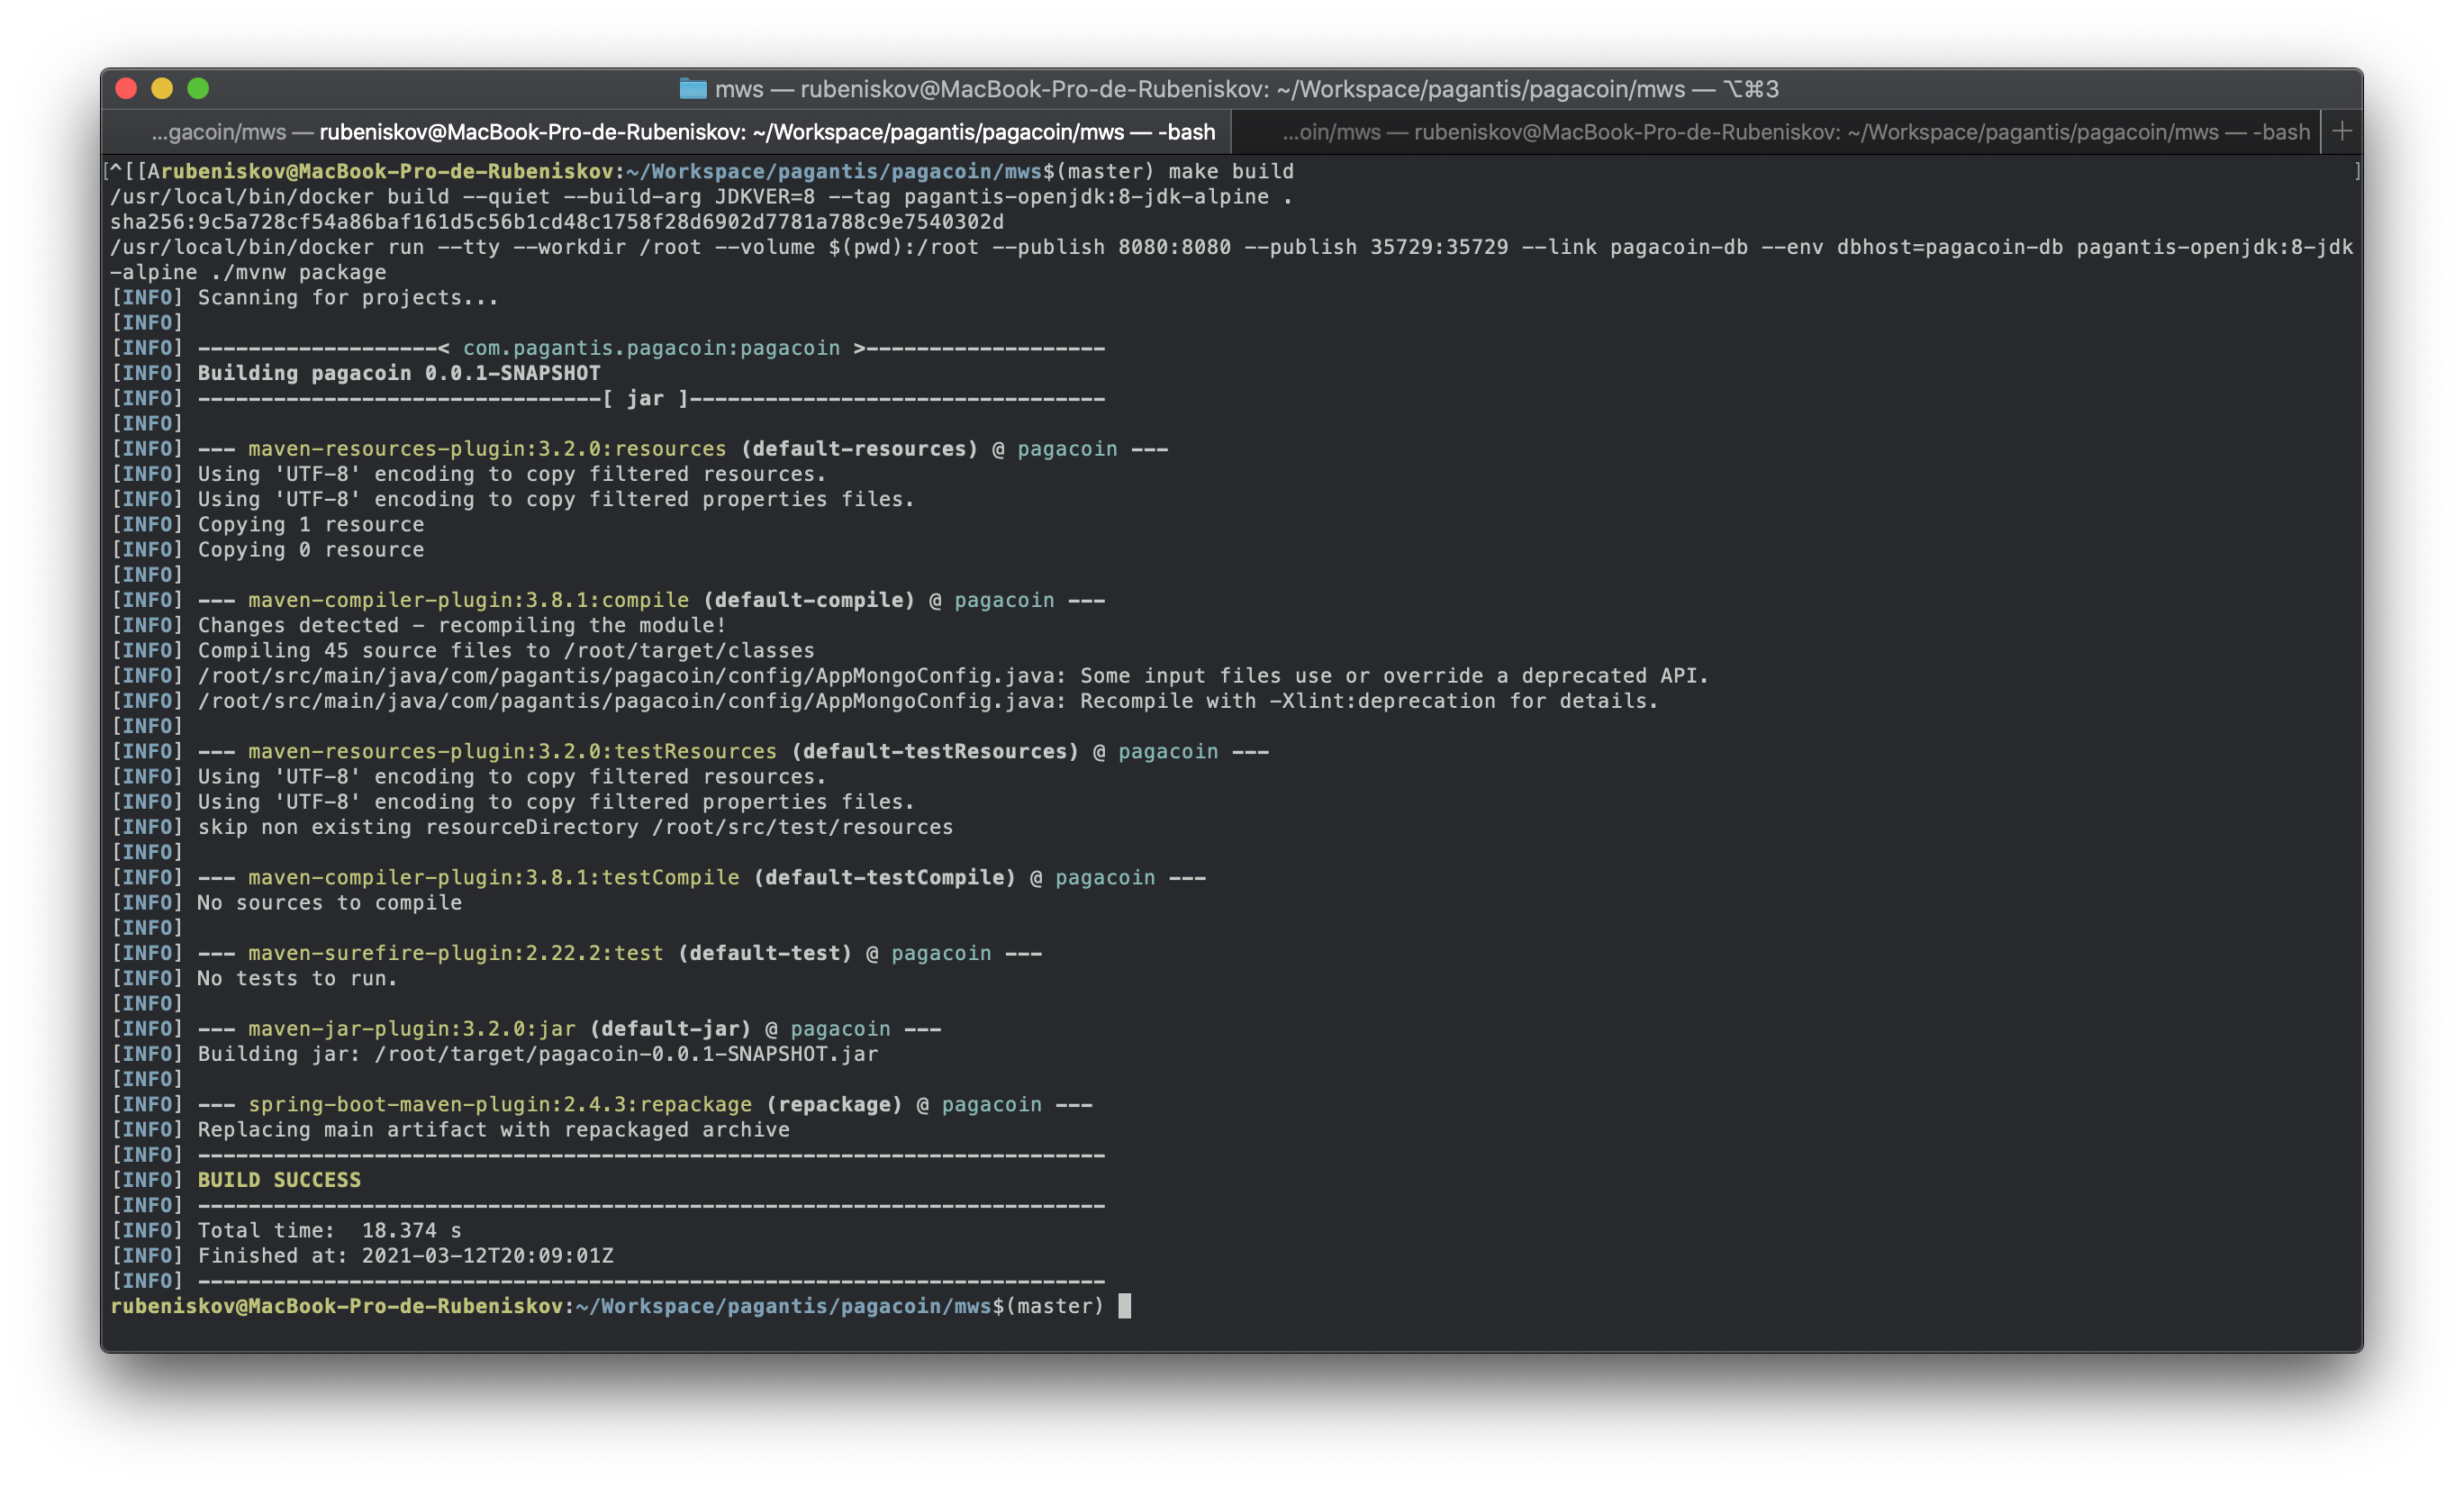 mws — rubeniskov@MacBook-Pro-de-Rubeniskov: ~/Workspace/pagantis/pagacoin/mws — ⌥⌘3
...gacoin/mws — rubeniskov@MacBook-Pro-de-Rubeniskov: ~/Workspace/pagantis/pagacoin/mws — -bash
...oin/mws — rubeniskov@MacBook-Pro-de-Rubeniskov: ~/Workspace/pagantis/pagacoin/mws — -bash +
[^[[Arubeniskov@MacBook-Pro-de-Rubeniskov:~/Workspace/pagantis/pagacoin/mws$(master) make build ]
/usr/local/bin/docker build --quiet --build-arg JDKVER=8 --tag pagantis-openjdk:8-jdk-alpine .
sha256:9c5a728cf54a86baf161d5c56b1cd48c1758f28d6902d7781a788c9e7540302d
/usr/local/bin/docker run --tty --workdir /root --volume $(pwd):/root --publish 8080:8080 --publish 35729:35729 --link pagacoin-db --env dbhost=pagacoin-db pagantis-openjdk:8-jdk
-alpine ./mvnw package
[INFO] Scanning for projects...
[INFO]
[INFO] -------------------< com.pagantis.pagacoin:pagacoin >-------------------
[INFO] Building pagacoin 0.0.1-SNAPSHOT
[INFO] --------------------------------[ jar ]---------------------------------
[INFO]
[INFO] --- maven-resources-plugin:3.2.0:resources (default-resources) @ pagacoin ---
[INFO] Using 'UTF-8' encoding to copy filtered resources.
[INFO] Using 'UTF-8' encoding to copy filtered properties files.
[INFO] Copying 1 resource
[INFO] Copying 0 resource
[INFO]
[INFO] --- maven-compiler-plugin:3.8.1:compile (default-compile) @ pagacoin ---
[INFO] Changes detected - recompiling the module!
[INFO] Compiling 45 source files to /root/target/classes
[INFO] /root/src/main/java/com/pagantis/pagacoin/config/AppMongoConfig.java: Some input files use or override a deprecated API.
[INFO] /root/src/main/java/com/pagantis/pagacoin/config/AppMongoConfig.java: Recompile with -Xlint:deprecation for details.
[INFO]
[INFO] --- maven-resources-plugin:3.2.0:testResources (default-testResources) @ pagacoin ---
[INFO] Using 'UTF-8' encoding to copy filtered resources.
[INFO] Using 'UTF-8' encoding to copy filtered properties files.
[INFO] skip non existing resourceDirectory /root/src/test/resources
[INFO]
[INFO] --- maven-compiler-plugin:3.8.1:testCompile (default-testCompile) @ pagacoin ---
[INFO] No sources to compile
[INFO]
[INFO] --- maven-surefire-plugin:2.22.2:test (default-test) @ pagacoin ---
[INFO] No tests to run.
[INFO]
[INFO] --- maven-jar-plugin:3.2.0:jar (default-jar) @ pagacoin ---
[INFO] Building jar: /root/target/pagacoin-0.0.1-SNAPSHOT.jar
[INFO]
[INFO] --- spring-boot-maven-plugin:2.4.3:repackage (repackage) @ pagacoin ---
[INFO] Replacing main artifact with repackaged archive
[INFO] ------------------------------------------------------------------------
[INFO] BUILD SUCCESS
[INFO] ------------------------------------------------------------------------
[INFO] Total time:  18.374 s
[INFO] Finished at: 2021-03-12T20:09:01Z
[INFO] ------------------------------------------------------------------------
rubeniskov@MacBook-Pro-de-Rubeniskov:~/Workspace/pagantis/pagacoin/mws$(master)